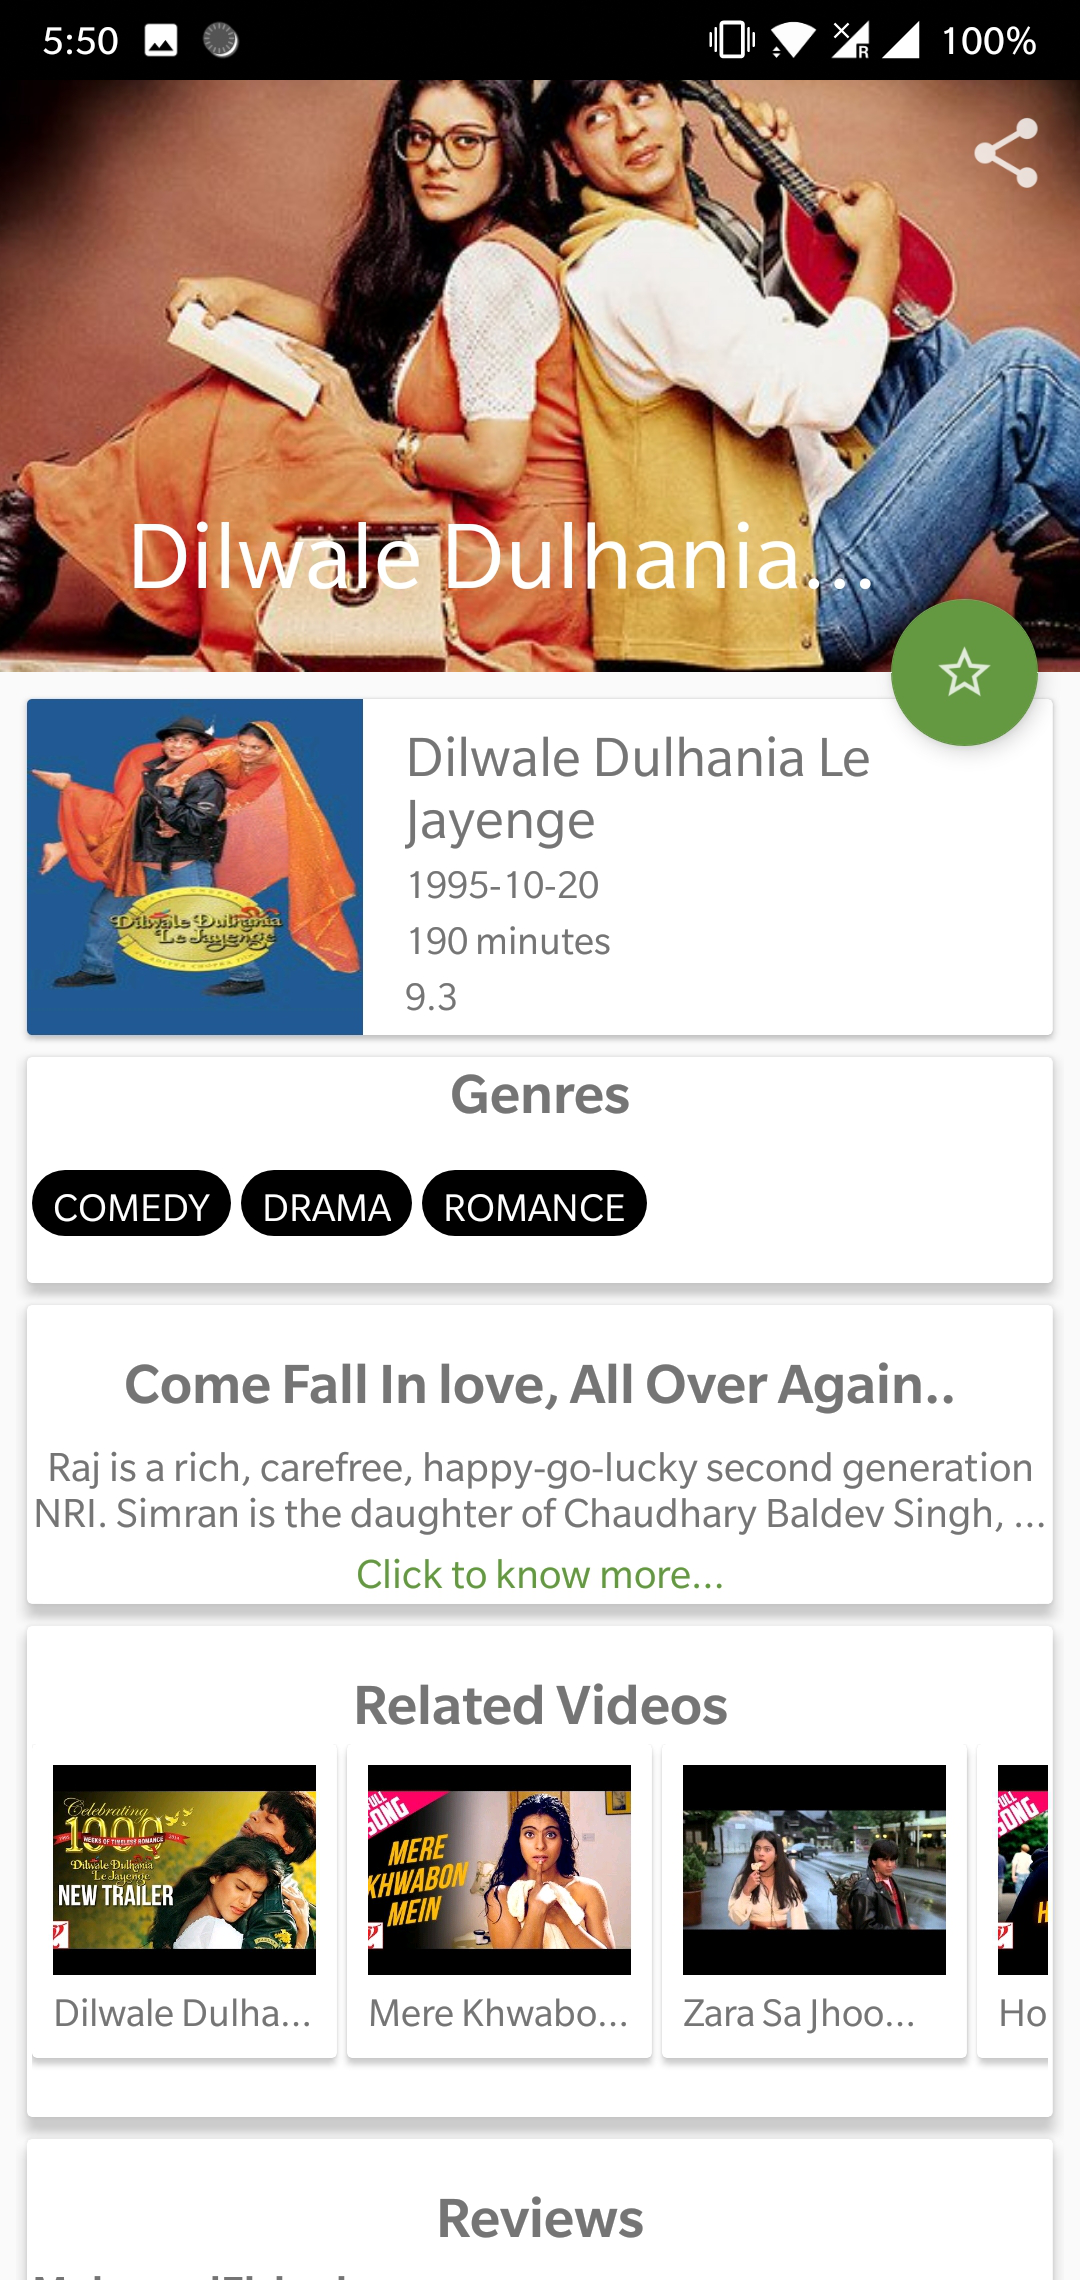 5:50
R
100%
Dilwale Dulhania...
Dilwale Dulhania Le
Jayenge
1995-10-20
190 minutes
9.3
Dilwale Dulhania
Le Jayenge
Genres
COMEDY DRAMA ROMANCE
Come Fall In love, All Over Again..
Raj is a rich, carefree, happy-go-lucky second generation
NRI. Simran is the daughter of Chaudhary Baldev Singh, ...
Click to know more...
Related Videos
Celebrating
1000
WEEKS OF TIMELESS ROMANCE
Dilwale Dulhania
Le Jayenge
NEW TRAILER
Dilwale Dulha...
FULL
SONG
MERE
KHWABON
MEIN
Mere Khwabo...
Zara Sa Jhoo...
FULL
SONG
H
Ho
Reviews